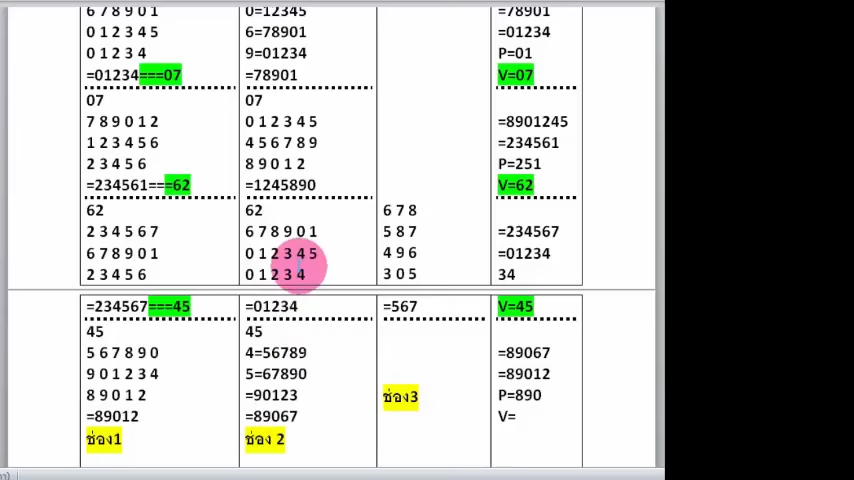 6 7 8 9 0 1
0 1 2 3 4 5
0 1 2 3 4
=01234===07
0=12345
6=78901
9=01234
=78901
=78901
=01234
P=01
V=07
07
7 8 9 0 1 2
1 2 3 4 5 6
2 3 4 5 6
=234561===62
07
0 1 2 3 4 5
4 5 6 7 8 9
8 9 0 1 2
=1245890
=8901245
=234561
P=251
V=62
62
2 3 4 5 6 7
6 7 8 9 0 1
2 3 4 5 6
62
6 7 8 9 0 1
0 1 2 3 4 5
0 1 2 3 4
6 7 8
5 8 7
4 9 6
3 0 5
=234567
=01234
34
=234567===45
=01234
=567
V=45
45
5 6 7 8 9 0
9 0 1 2 3 4
8 9 0 1 2
=89012
ช่อง1
45
4=56789
5=67890
=90123
=89067
ช่อง 2
ช่อง3
=89067
=89012
P=890
V=